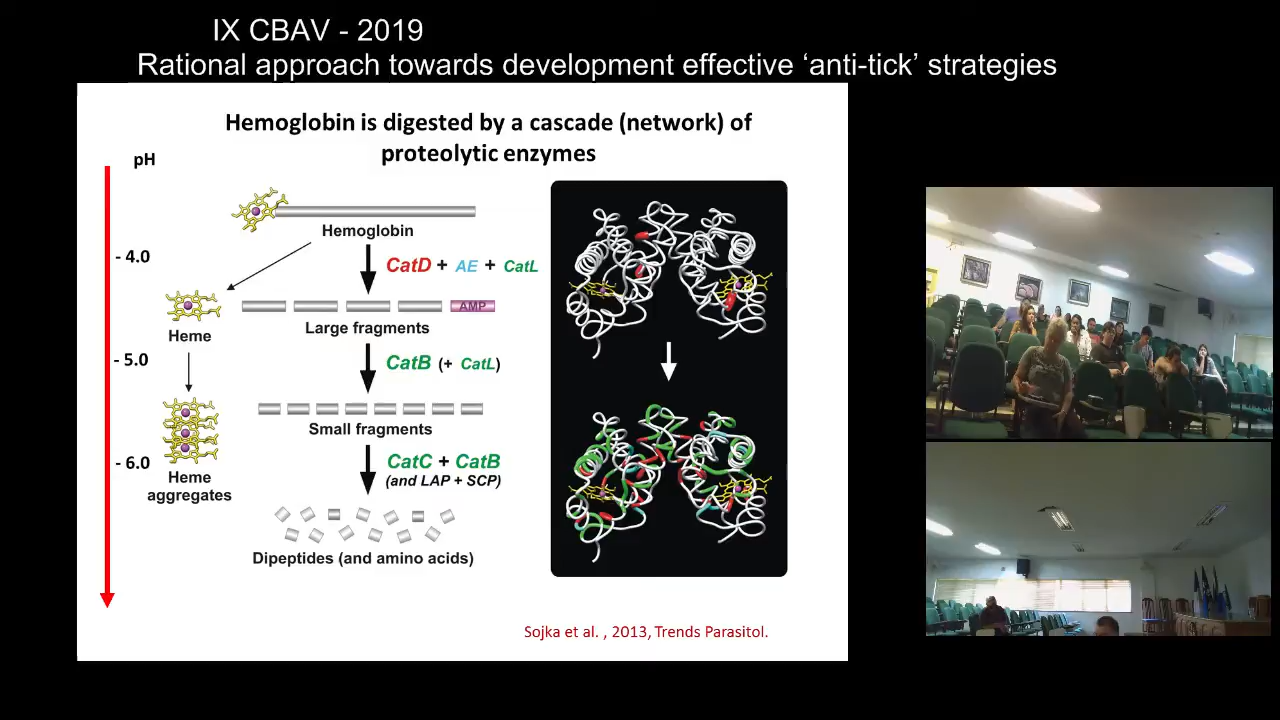 IX CBAV - 2019
Rational approach towards development effective ‘anti-tick’ strategies
Hemoglobin is digested by a cascade (network) of
proteolytic enzymes
pH
Hemoglobin
- 4.0
CatD + AE + CatL
AMP
Large fragments
Heme
- 5.0
CatB (+ CatL)
Small fragments
- 6.0
CatC + CatB
(and LAP + SCP)
Heme
aggregates
Dipeptides (and amino acids)
Sojka et al. , 2013, Trends Parasitol.